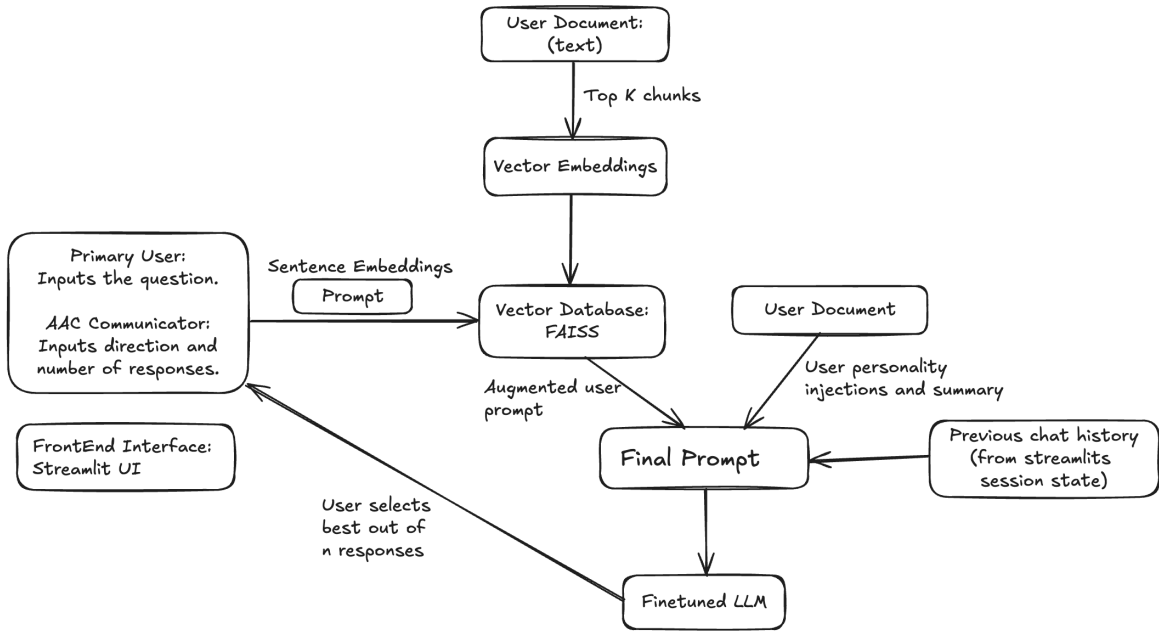 User Document:
(text)
Top K chunks
Vector Embeddings
Primary User:
Inputs the question.
AAC Communicator:
Inputs direction and
number of responses.
Sentence Embeddings
Prompt
Vector Database:
FAISS
User Document
Augmented user
prompt
User personality
injections and summary
FrontEnd Interface:
Streamlit UI
Final Prompt
Previous chat history
(from streamlits
session state)
User selects
best out of
n responses
Finetuned LLM